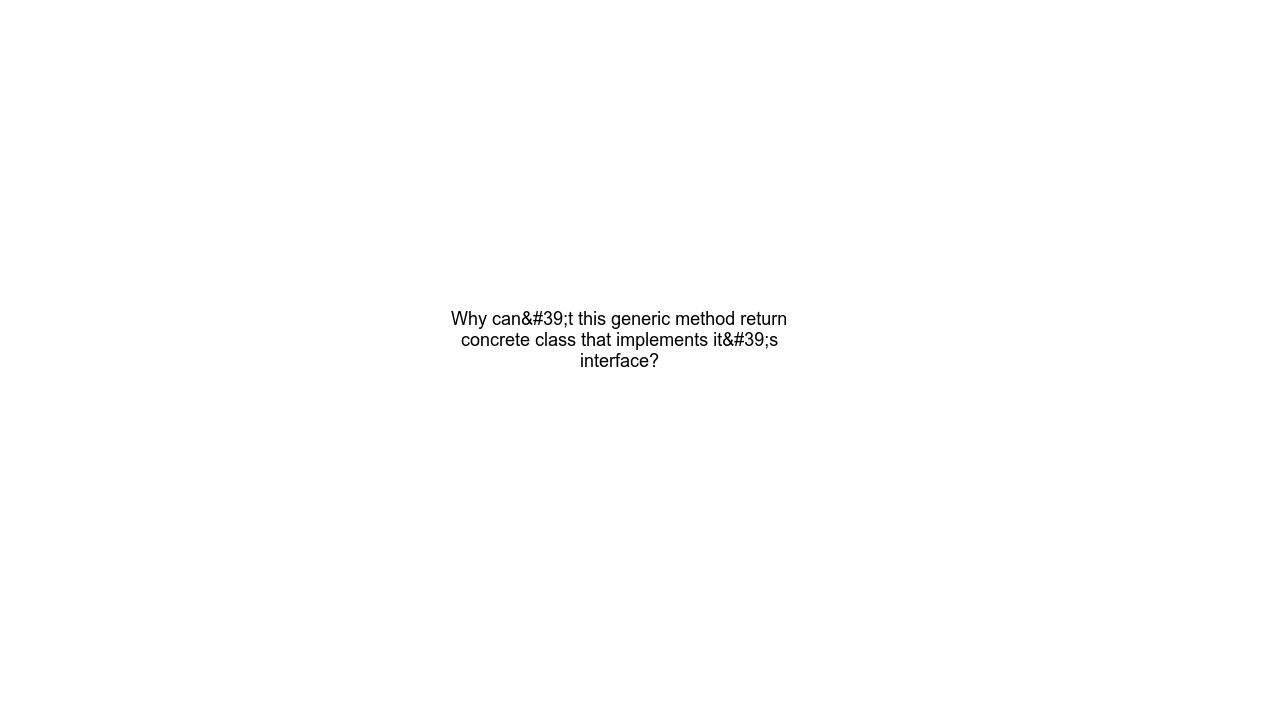 Why can&#39;t this generic method return
concrete class that implements it&#39;s
interface?